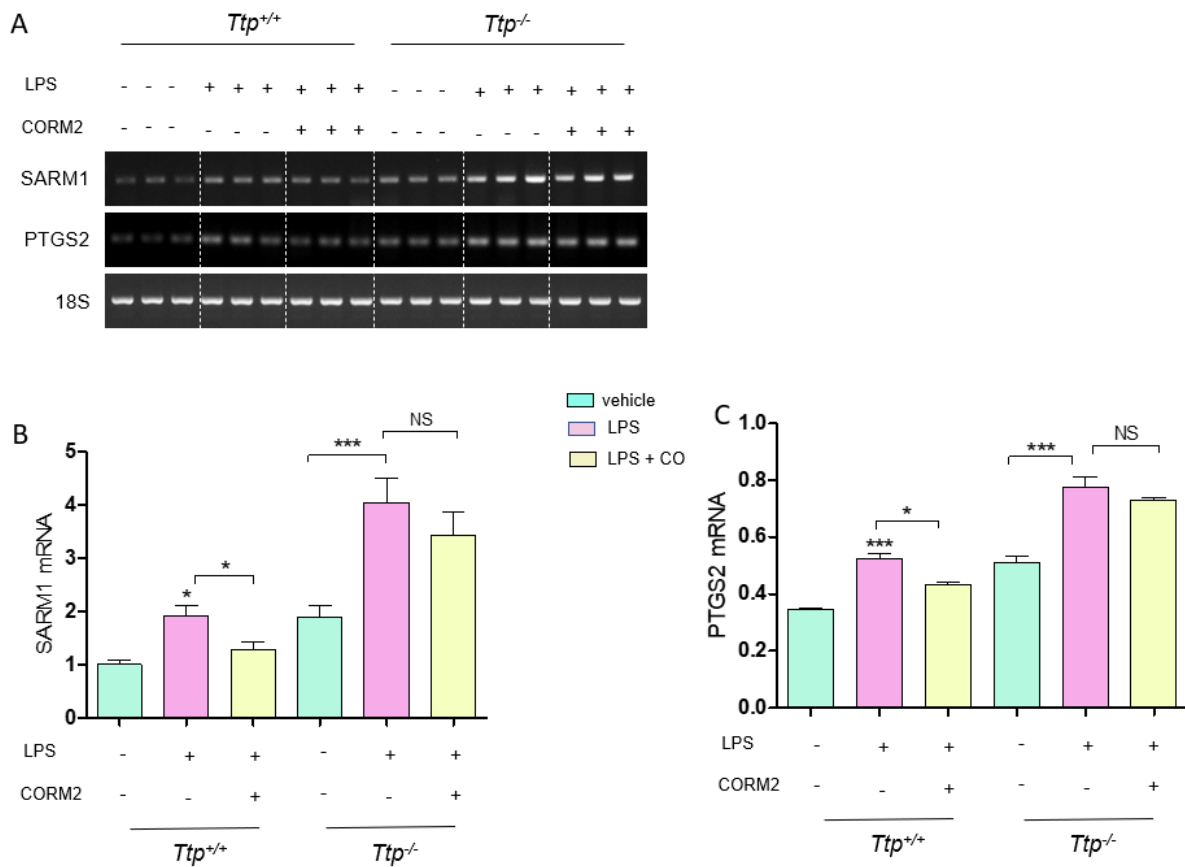 A
Ttp+/+ Ttp-/-
LPS - - - + + + + + + - - - + + + + + +
CORM2 - - - - - - + + + - - - - - - + + +
SARM1
PTGS2
18S
B
SARM1 mRNA
5
4
3
2
1
0
* * *** NS
LPS - + + - + +
CORM2 - - + - - +
Ttp+/+ Ttp-/-
vehicle
LPS
LPS + CO
C
PTGS2 mRNA
1.0
0.8
0.6
0.4
0.2
0.0
*** * *** NS
LPS - + + - + +
CORM2 - - + - - +
Ttp+/+ Ttp-/-